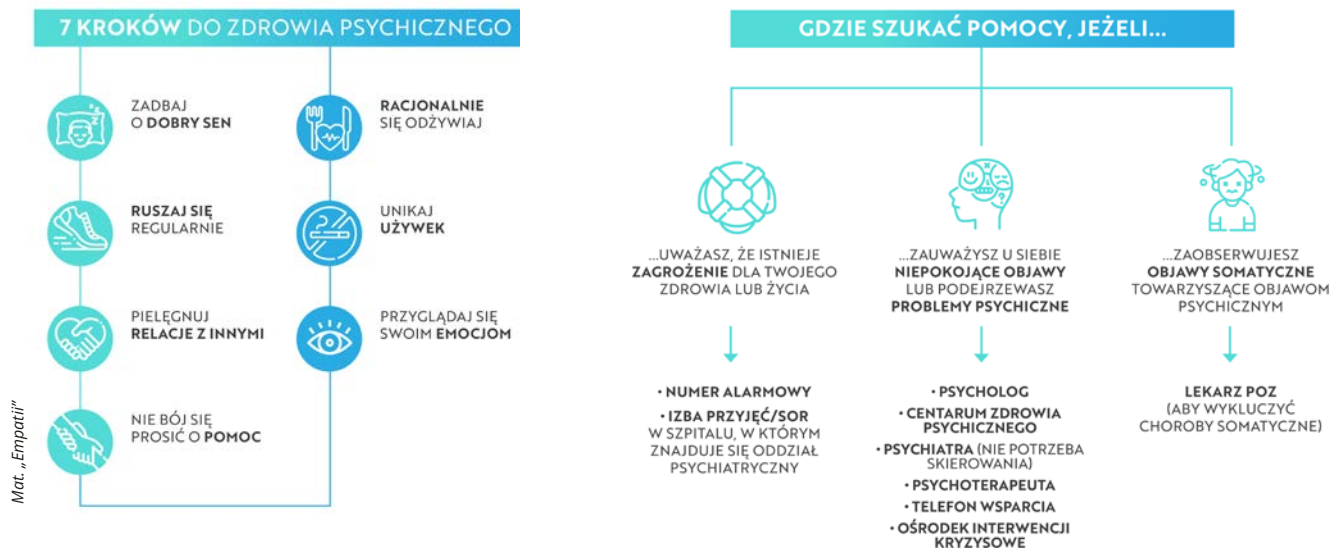 7 KROKÓW DO ZDROWIA PSYCHICZNEGO
ZADBAJ
O DOBRY SEN
RUSZAJ SIĘ
REGULARNIE
PIELĘGNUJ
RELACJE Z INNYMI
NIE BÓJ SIĘ
PROSIĆ O POMOC
RACJONALNIE
SIĘ ODŻYWIAJ
UNIKAJ
UŻYWEK
PRZYGLĄDAJ SIĘ
SWOIM EMOCJOM
Mat. „Empatii”
GDZIE SZUKAĆ POMOCY, JEŻELI...
...UWAŻASZ, ŻE ISTNIEJE
ZAGROŻENIE DLA TWOJEGO
ZDROWIA LUB ŻYCIA
• NUMER ALARMOWY
• IZBA PRZYJĘĆ/SOR
W SZPITALU, W KTÓRYM
ZNAJDUJE SIĘ ODDZIAŁ
PSYCHIATRYCZNY
...ZAUWAŻYSZ U SIEBIE
NIEPOKOJĄCE OBJAWY
LUB PODEJRZEWASZ
PROBLEMY PSYCHICZNE
• PSYCHOLOG
• CENTARUM ZDROWIA
PSYCHICZNEGO
• PSYCHIATRA (NIE POTRZEBA
SKIEROWANIA)
• PSYCHOTERAPEUTA
• TELEFON WSPARCIA
• OŚRODEK INTERWENCJI
KRYZYSOWE
...ZAOBSERWUJESZ
OBJAWY SOMATYCZNE
TOWARZYSZĄCE OBJAWOM
PSYCHICZNYM
LEKARZ POZ
(ABY WYKLUCZYĆ
CHOROBY SOMATYCZNE)